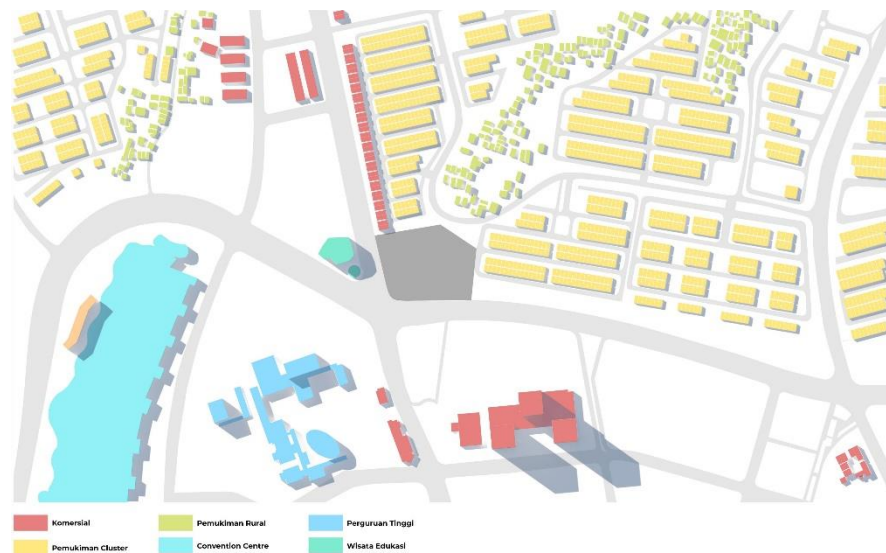 Komersial
Pemukiman Rural
Perguruan Tinggi
Pemukiman Cluster
Convention Centre
Wisata Edukasi